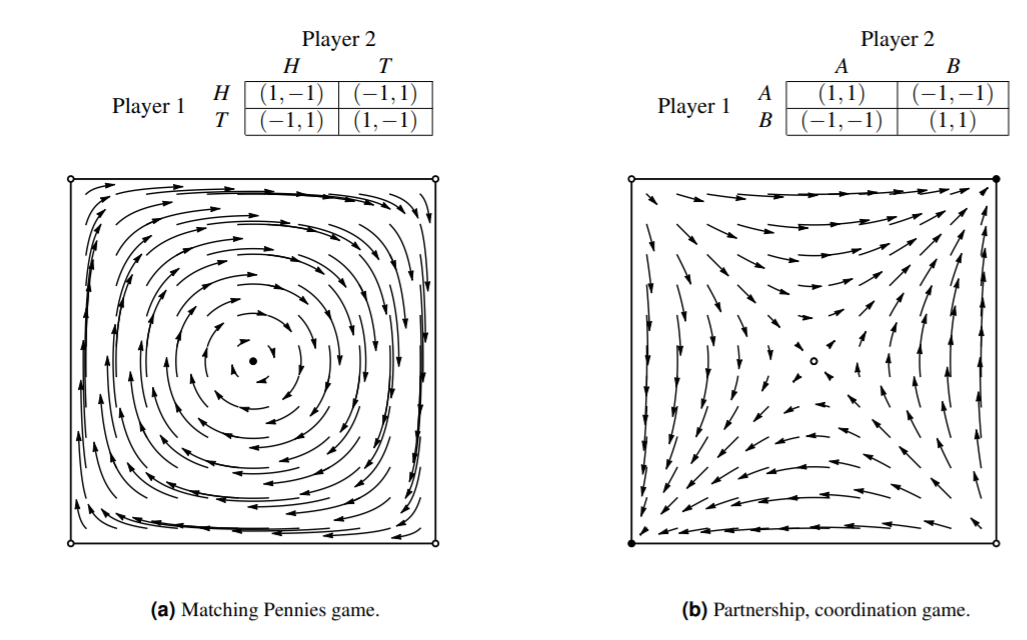 Player 2
H T
Player 1 H (1,−1) (−1,1)
T (−1,1) (1,−1)
(a) Matching Pennies game.
Player 2
A B
Player 1 A (1,1) (−1,−1)
B (−1,−1) (1,1)
(b) Partnership, coordination game.